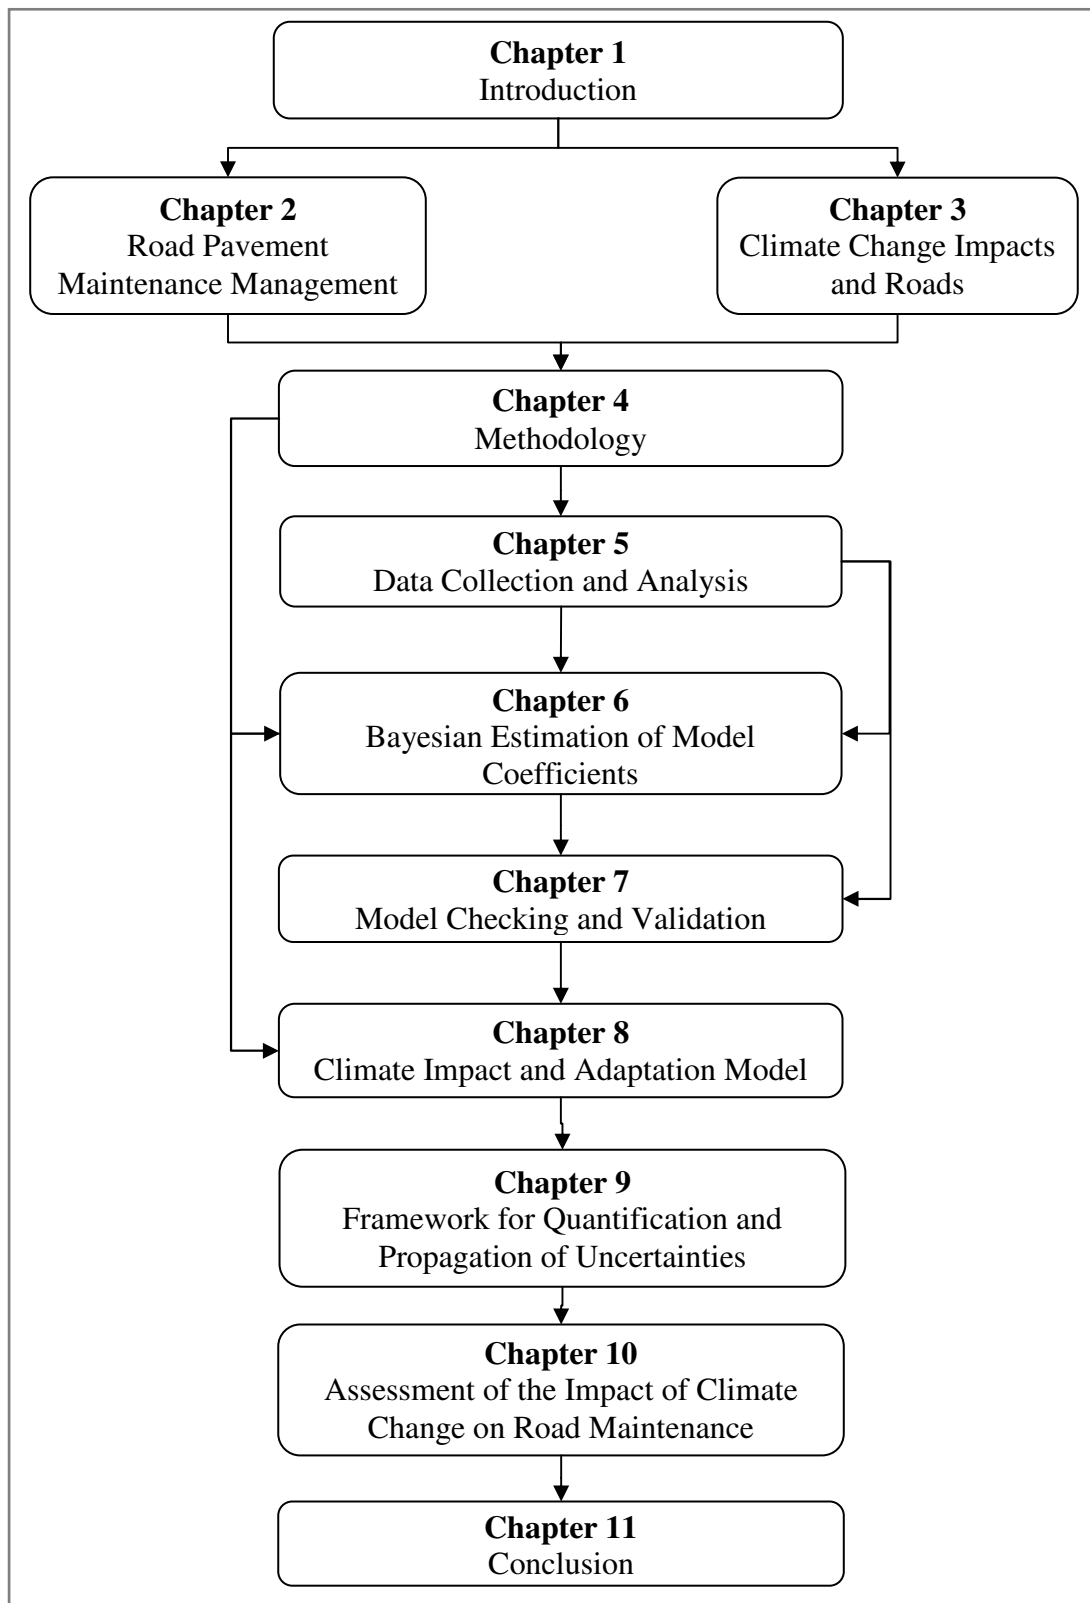 Chapter 1
Introduction
Chapter 2
Road Pavement
Maintenance Management
Chapter 3
Climate Change Impacts
and Roads
Chapter 4
Methodology
Chapter 5
Data Collection and Analysis
Chapter 6
Bayesian Estimation of Model
Coefficients
Chapter 7
Model Checking and Validation
Chapter 8
Climate Impact and Adaptation Model
Chapter 9
Framework for Quantification and
Propagation of Uncertainties
Chapter 10
Assessment of the Impact of Climate
Change on Road Maintenance
Chapter 11
Conclusion